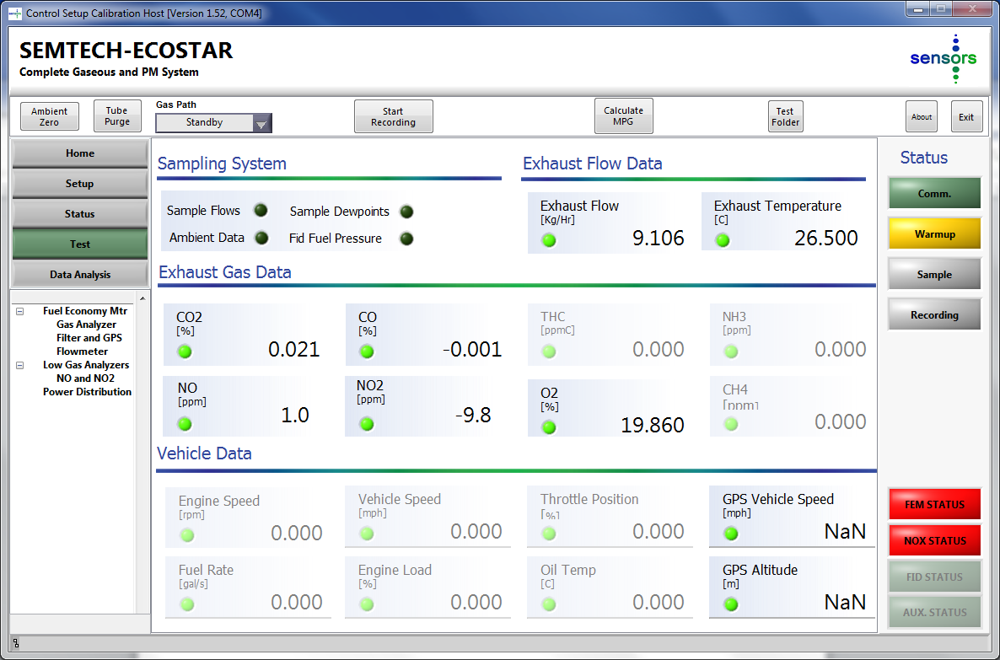 Control Setup Calibration Host [Version 1.52, COM4]
SEMTECH-ECOSTAR
Complete Gaseous and PM System
sensors
Ambient
Zero
Tube
Purge
Gas Path
Standby
Start
Recording
Calculate
MPG
Test
Folder
About
Exit
Home
Setup
Status
Test
Data Analysis
Fuel Economy Mtr
Gas Analyzer
Filter and GPS
Flowmeter
Low Gas Analyzers
NO and NO2
Power Distribution
Sampling System
Sample Flows
Sample Dewpoints
Ambient Data
Fid Fuel Pressure
Exhaust Flow Data
Exhaust Flow
[Kg/Hr]
9.106
Exhaust Temperature
[C]
26.500
Exhaust Gas Data
CO2
[%]
0.021
CO
[%]
-0.001
THC
[ppmC]
0.000
NH3
[ppm]
0.000
NO
[ppm]
1.0
NO2
[ppm]
-9.8
O2
[%]
19.860
CH4
[ppm]
0.000
Vehicle Data
Engine Speed
[rpm]
0.000
Vehicle Speed
[mph]
0.000
Throttle Position
[%]
0.000
GPS Vehicle Speed
[mph]
NaN
Fuel Rate
[gal/s]
0.000
Engine Load
[%]
0.000
Oil Temp
[C]
0.000
GPS Altitude
[m]
NaN
Status
Comm.
Warmup
Sample
Recording
FEM STATUS
NOX STATUS
FID STATUS
AUX. STATUS